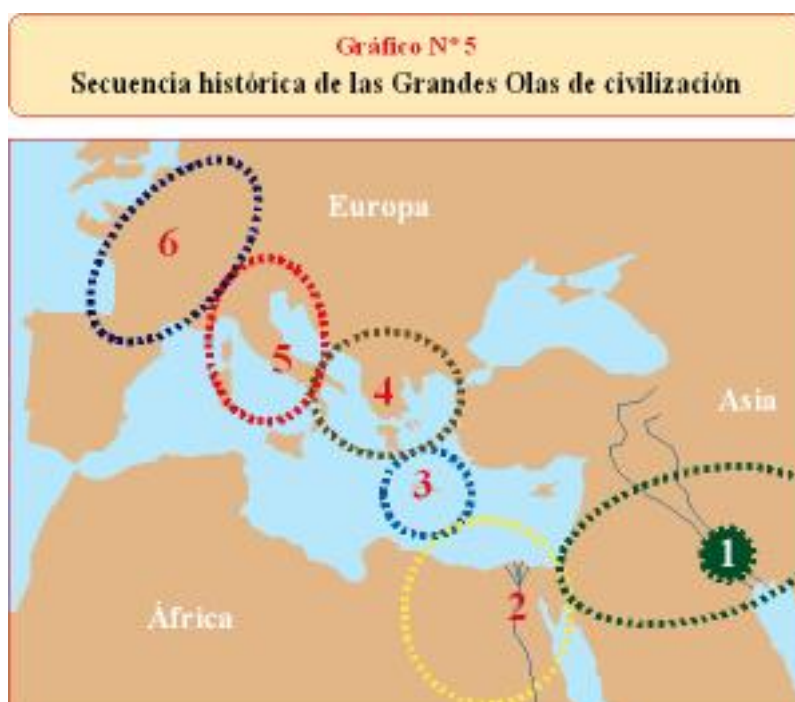 Gráfico Nº 5
Secuencia histórica de las Grandes Olas de civilización
Europa
6
5
4
Asia
3
1
2
África